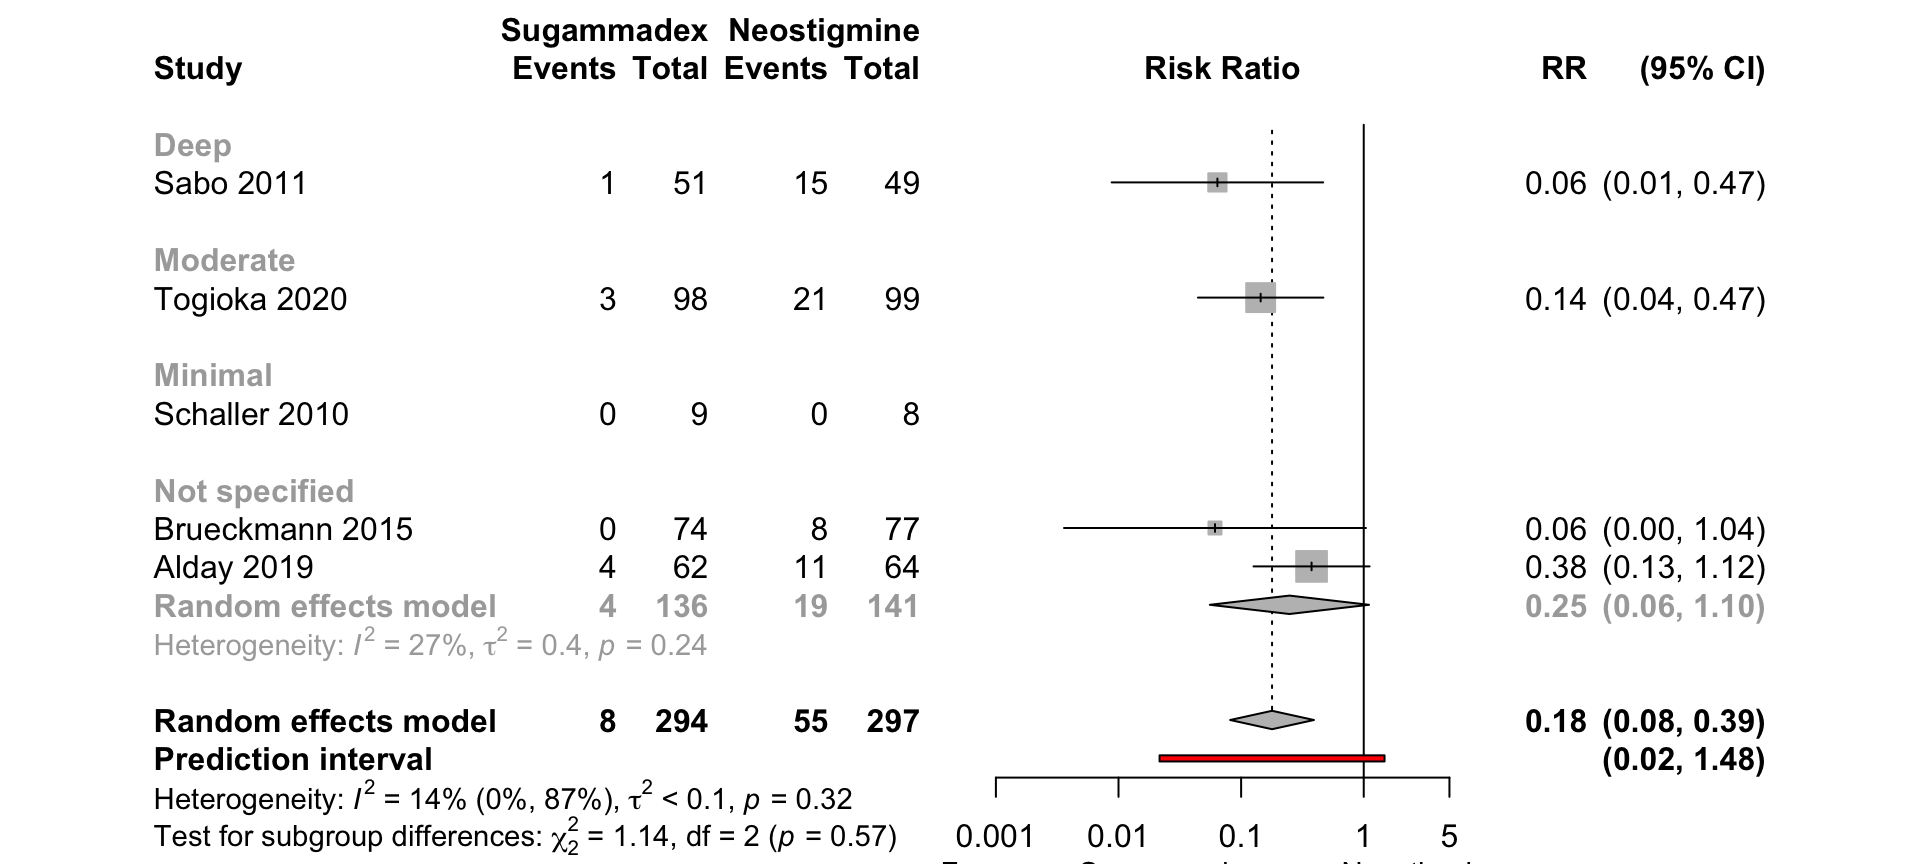 Sugammadex Neostigmine
Study Events Total Events Total Risk Ratio RR (95% CI)
Deep
Sabo 2011 1 51 15 49 0.06 (0.01, 0.47)
Moderate
Togioka 2020 3 98 21 99 0.14 (0.04, 0.47)
Minimal
Schaller 2010 0 9 0 8
Not specified
Brueckmann 2015 0 74 8 77 0.06 (0.00, 1.04)
Alday 2019 4 62 11 64 0.38 (0.13, 1.12)
Random effects model 4 136 19 141 0.25 (0.06, 1.10)
Heterogeneity: I² = 27%, τ² = 0.4, p = 0.24
Random effects model 8 294 55 297 0.18 (0.08, 0.39)
Prediction interval (0.02, 1.48)
Heterogeneity: I² = 14% (0%, 87%), τ² < 0.1, p = 0.32
Test for subgroup differences: χ²₂ = 1.14, df = 2 (p = 0.57)
0.001 0.01 0.1 1 5